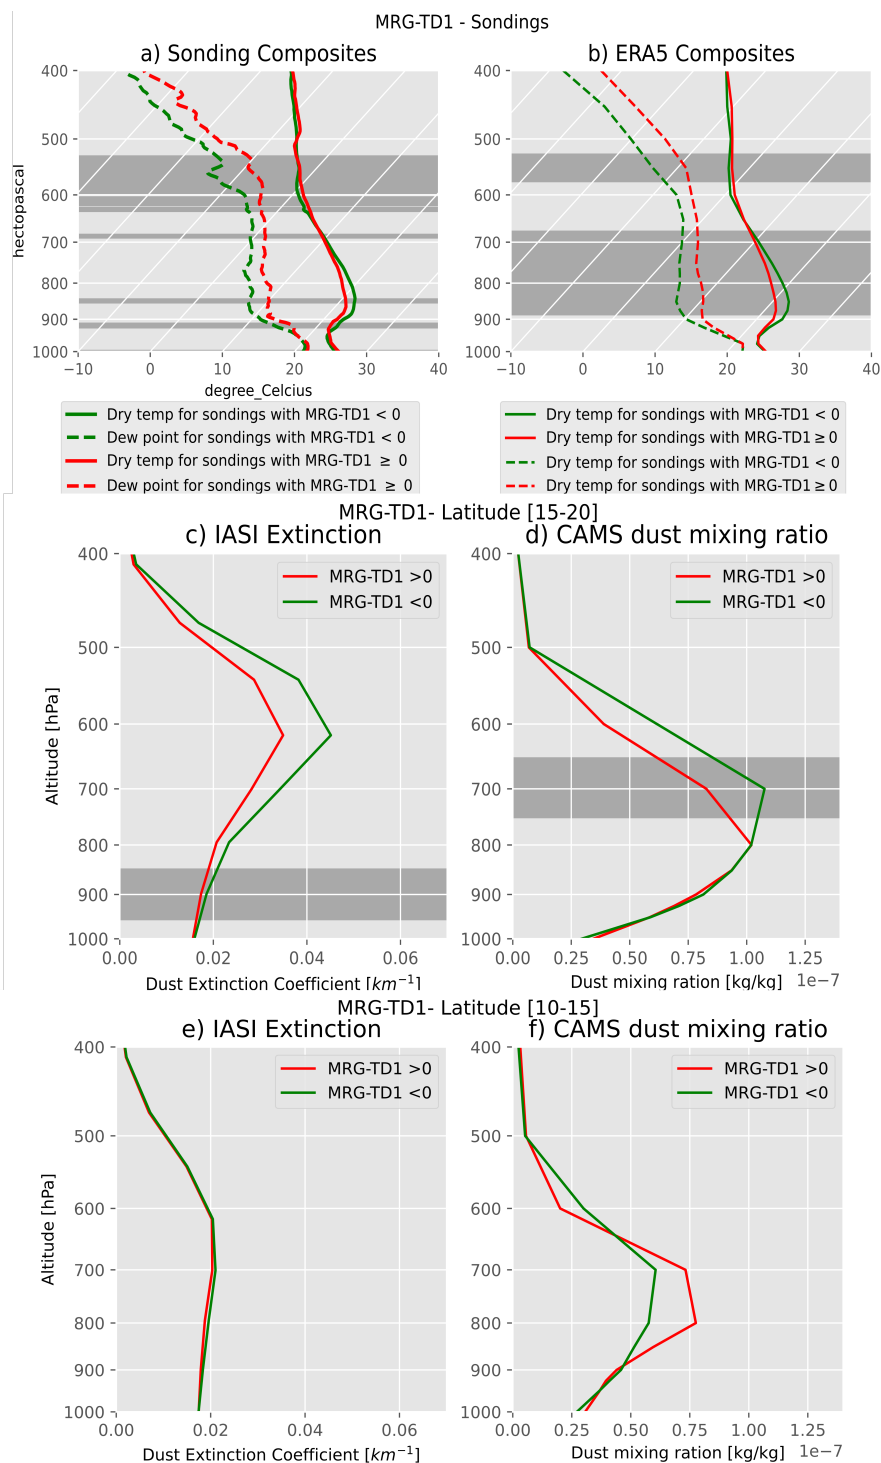 MRG-TD1 - Sondings
a) Sonding Composites
b) ERA5 Composites
hectopascal
400
500
600
700
800
900
1000
−10 0 10 20 30 40
degree_Celcius
400
500
600
700
800
900
1000
−10 0 10 20 30 40
Dry temp for sondings with MRG-TD1 < 0
Dew point for sondings with MRG-TD1 < 0
Dry temp for sondings with MRG-TD1 ≥ 0
Dew point for sondings with MRG-TD1 ≥ 0
Dry temp for sondings with MRG-TD1 < 0
Dry temp for sondings with MRG-TD1 ≥ 0
Dry temp for sondings with MRG-TD1 < 0
Dry temp for sondings with MRG-TD1 ≥ 0
MRG-TD1- Latitude [15-20]
c) IASI Extinction
d) CAMS dust mixing ratio
Altitude [hPa]
400
500
600
700
800
900
1000
MRG-TD1 >0
MRG-TD1 <0
0.00 0.02 0.04 0.06
Dust Extinction Coefficient [km⁻¹]
400
500
600
700
800
900
1000
MRG-TD1 >0
MRG-TD1 <0
0.00 0.25 0.50 0.75 1.00 1.25
Dust mixing ration [kg/kg] 1e−7
MRG-TD1- Latitude [10-15]
e) IASI Extinction
f) CAMS dust mixing ratio
Altitude [hPa]
400
500
600
700
800
900
1000
MRG-TD1 >0
MRG-TD1 <0
0.00 0.02 0.04 0.06
Dust Extinction Coefficient [km⁻¹]
400
500
600
700
800
900
1000
MRG-TD1 >0
MRG-TD1 <0
0.00 0.25 0.50 0.75 1.00 1.25
Dust mixing ration [kg/kg] 1e−7